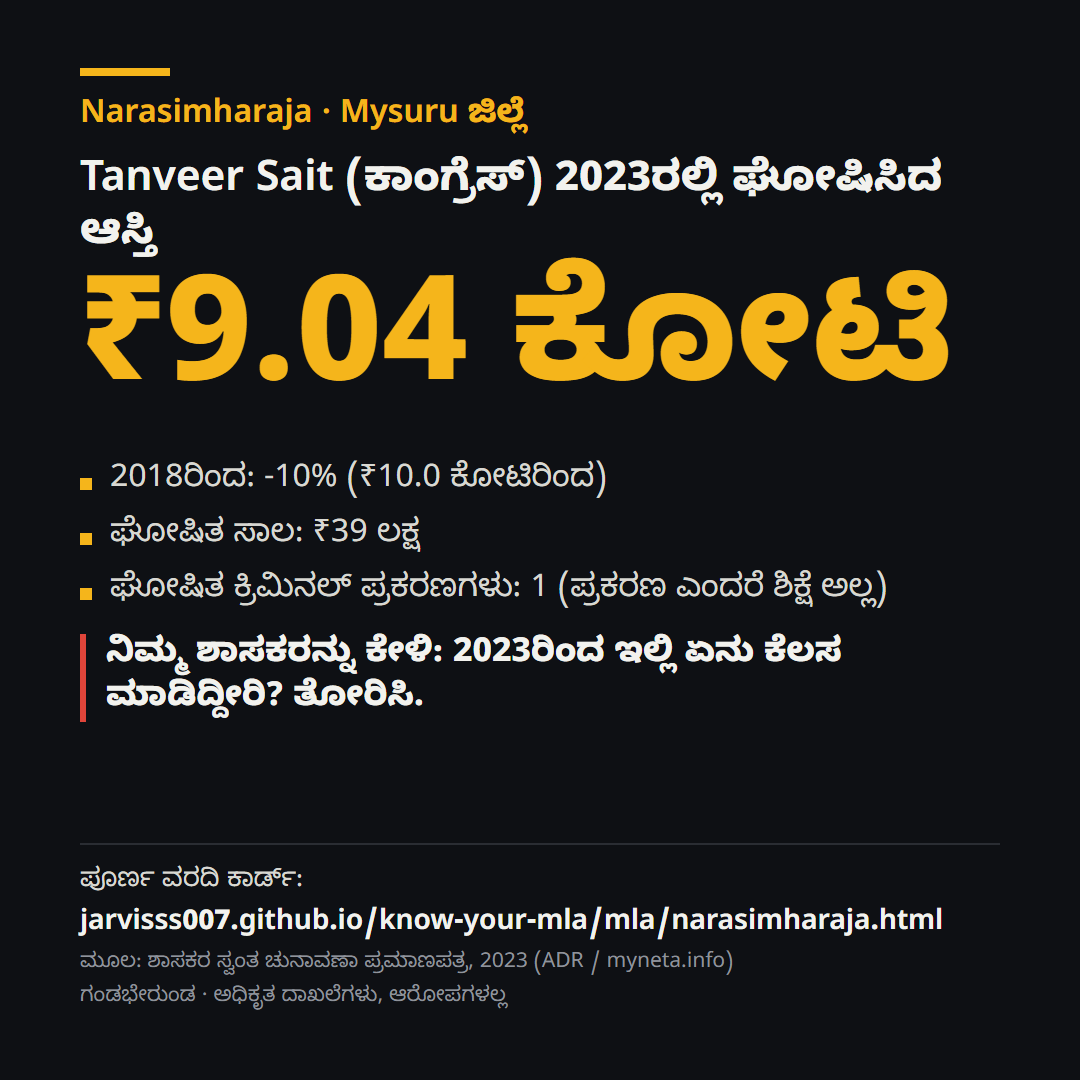 Narasimharaja · Mysuru ಜಿಲ್ಲೆ
Tanveer Sait (ಕಾಂಗ್ರೆಸ್) 2023ರಲ್ಲಿ ಘೋಷಿಸಿದ
ಆಸ್ತಿ
₹9.04 ಕೋಟಿ
2018ರಿಂದ: -10% (₹10.0 ಕೋಟಿರಿಂದ)
ಘೋಷಿತ ಸಾಲ: ₹39 ಲಕ್ಷ
ಘೋಷಿತ ಕ್ರಿಮಿನಲ್ ಪ್ರಕರಣಗಳು: 1 (ಪ್ರಕರಣ ಎಂದರೆ ಶಿಕ್ಷೆ ಅಲ್ಲ)
ನಿಮ್ಮ ಶಾಸಕರನ್ನು ಕೇಳಿ: 2023ರಿಂದ ಇಲ್ಲಿ ಏನು ಕೆಲಸ
ಮಾಡಿದ್ದೀರಿ? ತೋರಿಸಿ.
ಪೂರ್ಣ ವರದಿ ಕಾರ್ಡ್:
jarvisss007.github.io/know-your-mla/mla/narasimharaja.html
ಮೂಲ: ಶಾಸಕರ ಸ್ವಂತ ಚುನಾವಣಾ ಪ್ರಮಾಣಪತ್ರ, 2023 (ADR / myneta.info)
ಗಂಡಭೇರುಂಡ · ಅಧಿಕೃತ ದಾಖಲೆಗಳು, ಆರೋಪಗಳಲ್ಲ